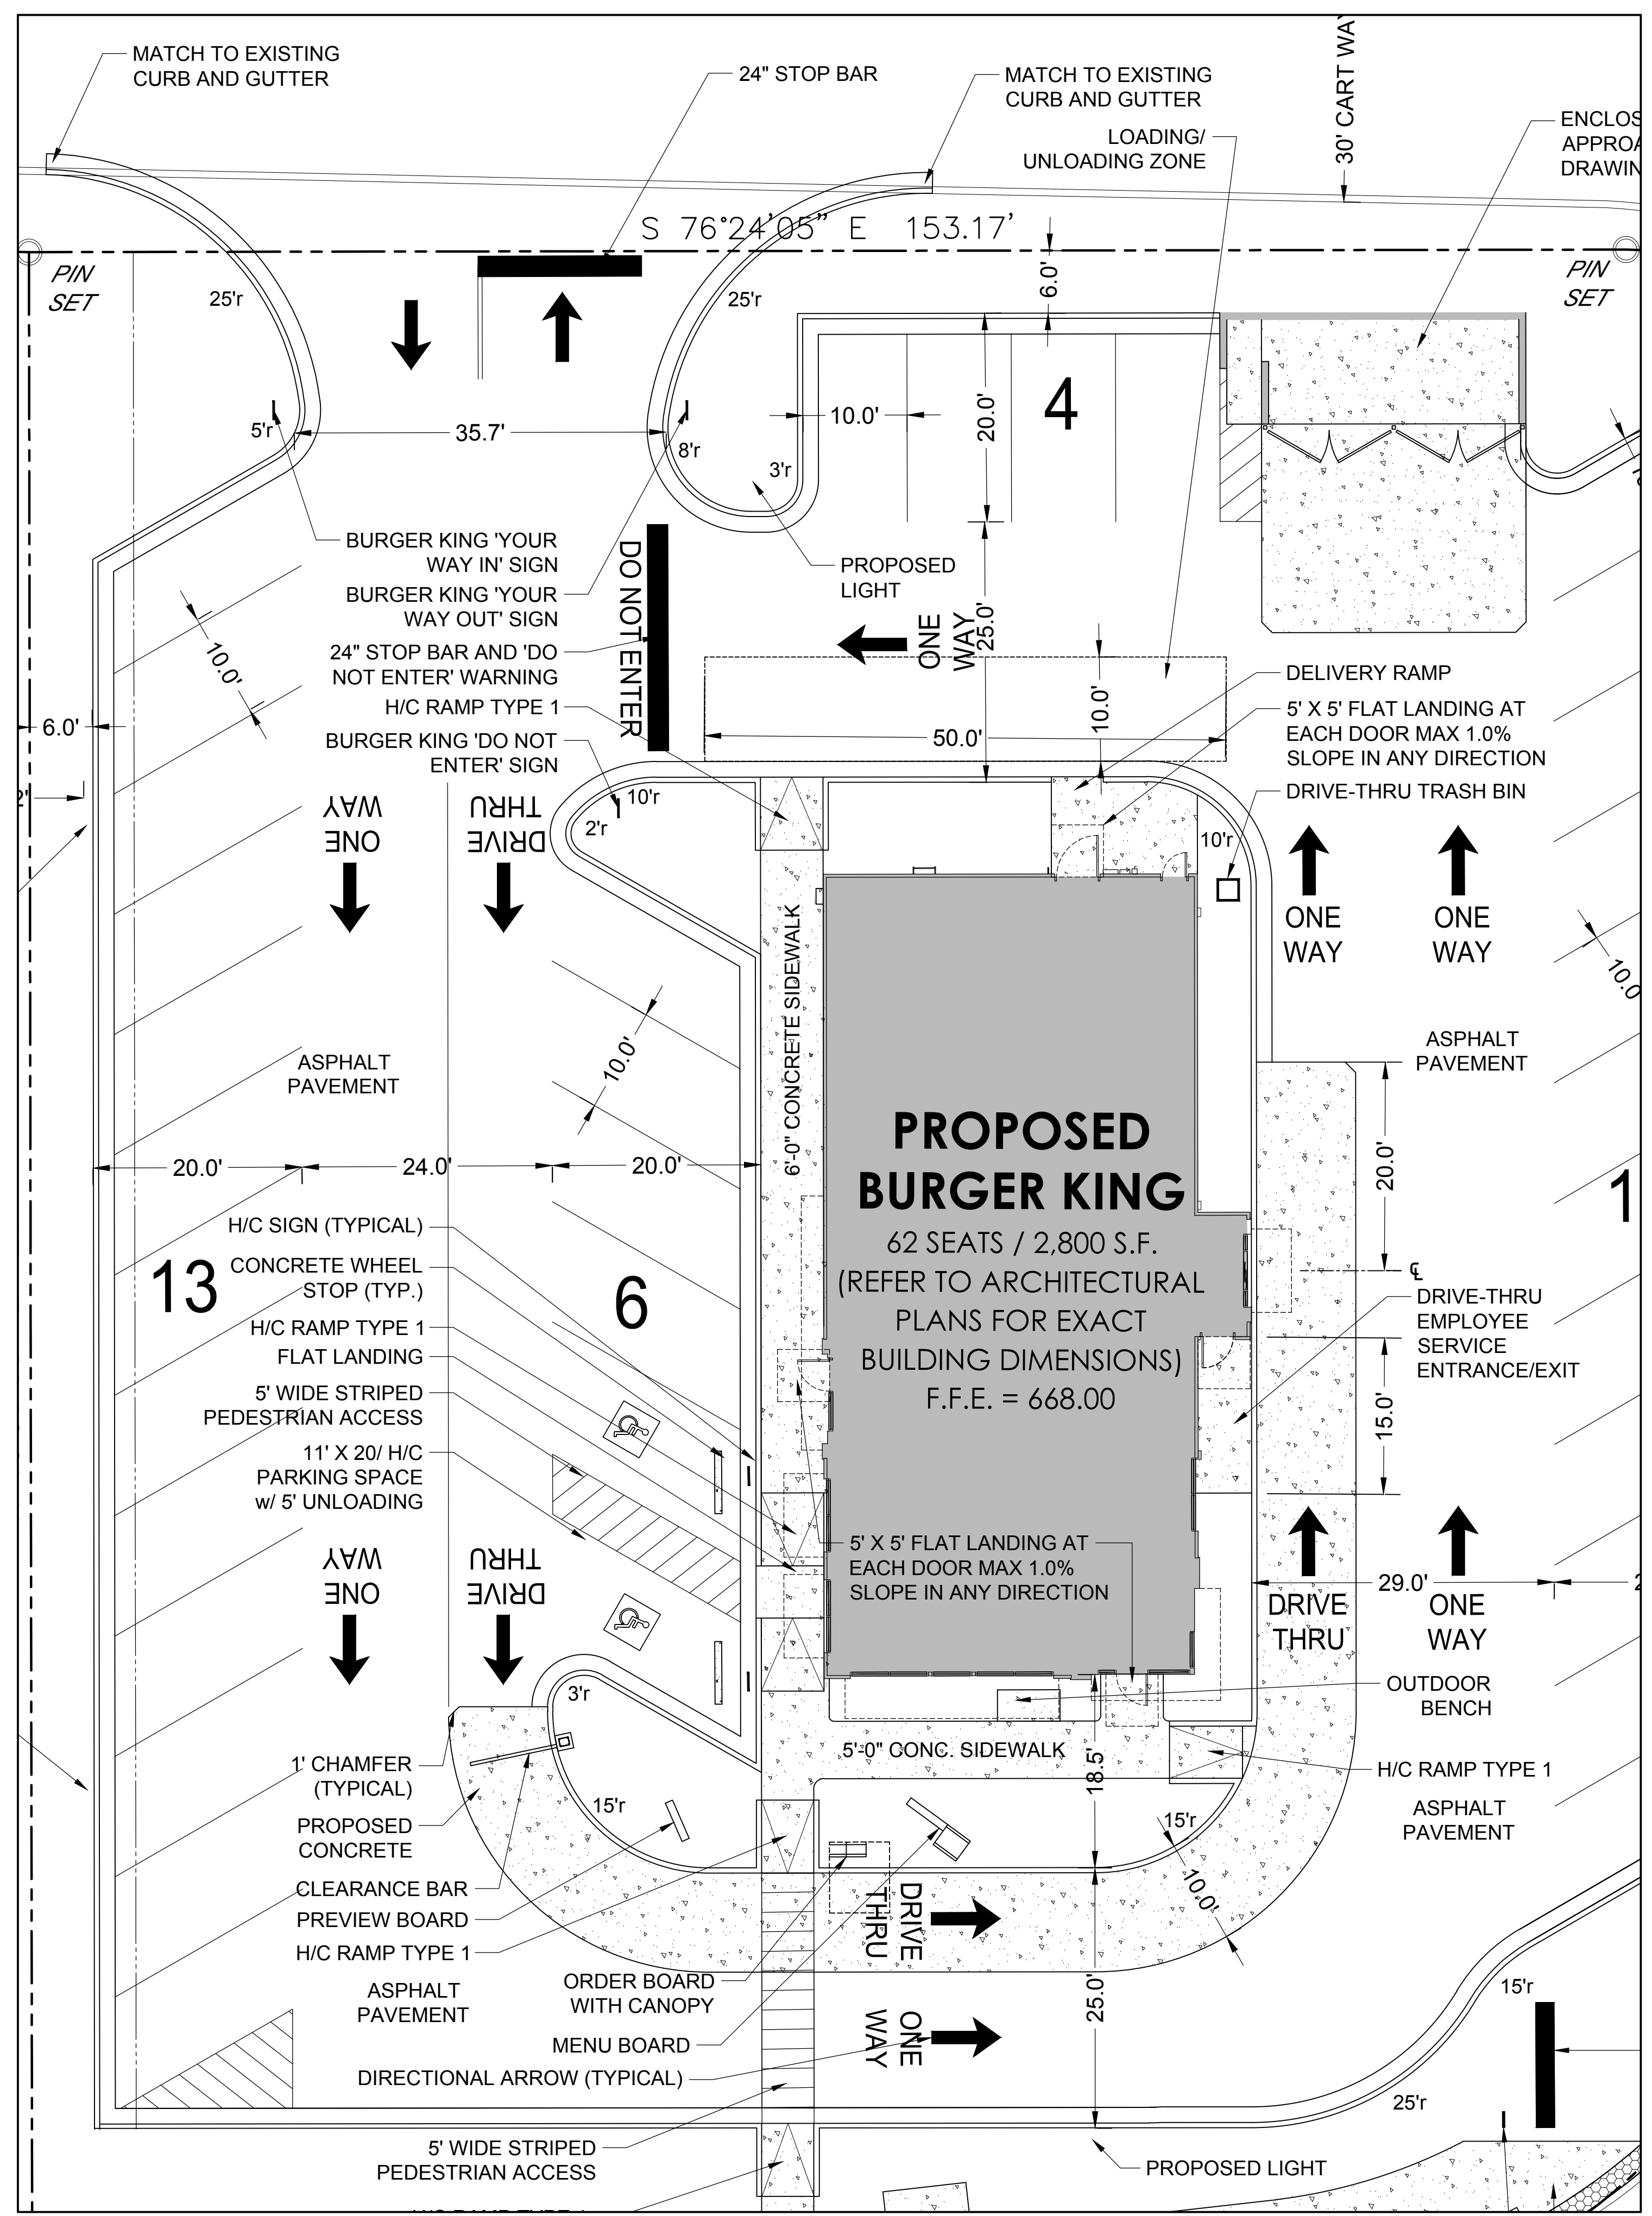 MATCH TO EXISTING
CURB AND GUTTER
24" STOP BAR
MATCH TO EXISTING
CURB AND GUTTER
LOADING/
UNLOADING ZONE
30' CART WA
ENCLOS
APPROA
DRAWIN
S 76°24'05" E 153.17'
PIN
SET
PIN
SET
25'r
25'r
6.0'
5'r
35.7'
8'r
3'r
10.0'
20.0'
4
BURGER KING 'YOUR
WAY IN' SIGN
BURGER KING 'YOUR
WAY OUT' SIGN
24" STOP BAR AND 'DO
NOT ENTER' WARNING
H/C RAMP TYPE 1
BURGER KING 'DO NOT
ENTER' SIGN
DO NOT ENTER
PROPOSED
LIGHT
ONE
WAY
25.0'
10.0'
50.0'
DELIVERY RAMP
5' X 5' FLAT LANDING AT
EACH DOOR MAX 1.0%
SLOPE IN ANY DIRECTION
DRIVE-THRU TRASH BIN
10.0'
6.0'
2'
ONE
WAY
DRIVE
THRU
10'r
2'r
10'r
ONE
WAY
ONE
WAY
10.0
6'-0" CONCRETE SIDEWALK
10.0'
ASPHALT
PAVEMENT
ASPHALT
PAVEMENT
20.0'
24.0'
20.0'
20.0'
PROPOSED
BURGER KING
62 SEATS / 2,800 S.F.
(REFER TO ARCHITECTURAL
PLANS FOR EXACT
BUILDING DIMENSIONS)
F.F.E. = 668.00
1
13
6
H/C SIGN (TYPICAL)
CONCRETE WHEEL
STOP (TYP.)
H/C RAMP TYPE 1
FLAT LANDING
5' WIDE STRIPED
PEDESTRIAN ACCESS
11' X 20/ H/C
PARKING SPACE
w/ 5' UNLOADING
℄
DRIVE-THRU
EMPLOYEE
SERVICE
ENTRANCE/EXIT
15.0'
5' X 5' FLAT LANDING AT
EACH DOOR MAX 1.0%
SLOPE IN ANY DIRECTION
ONE
WAY
DRIVE
THRU
29.0'
2
DRIVE
THRU
ONE
WAY
OUTDOOR
BENCH
3'r
5'-0" CONC. SIDEWALK
18.5'
H/C RAMP TYPE 1
ASPHALT
PAVEMENT
1' CHAMFER
(TYPICAL)
PROPOSED
CONCRETE
CLEARANCE BAR
PREVIEW BOARD
H/C RAMP TYPE 1
15'r
15'r
10.0'
DRIVE
THRU
ASPHALT
PAVEMENT
ORDER BOARD
WITH CANOPY
MENU BOARD
DIRECTIONAL ARROW (TYPICAL)
ONE
WAY
25.0'
15'r
25'r
5' WIDE STRIPED
PEDESTRIAN ACCESS
PROPOSED LIGHT